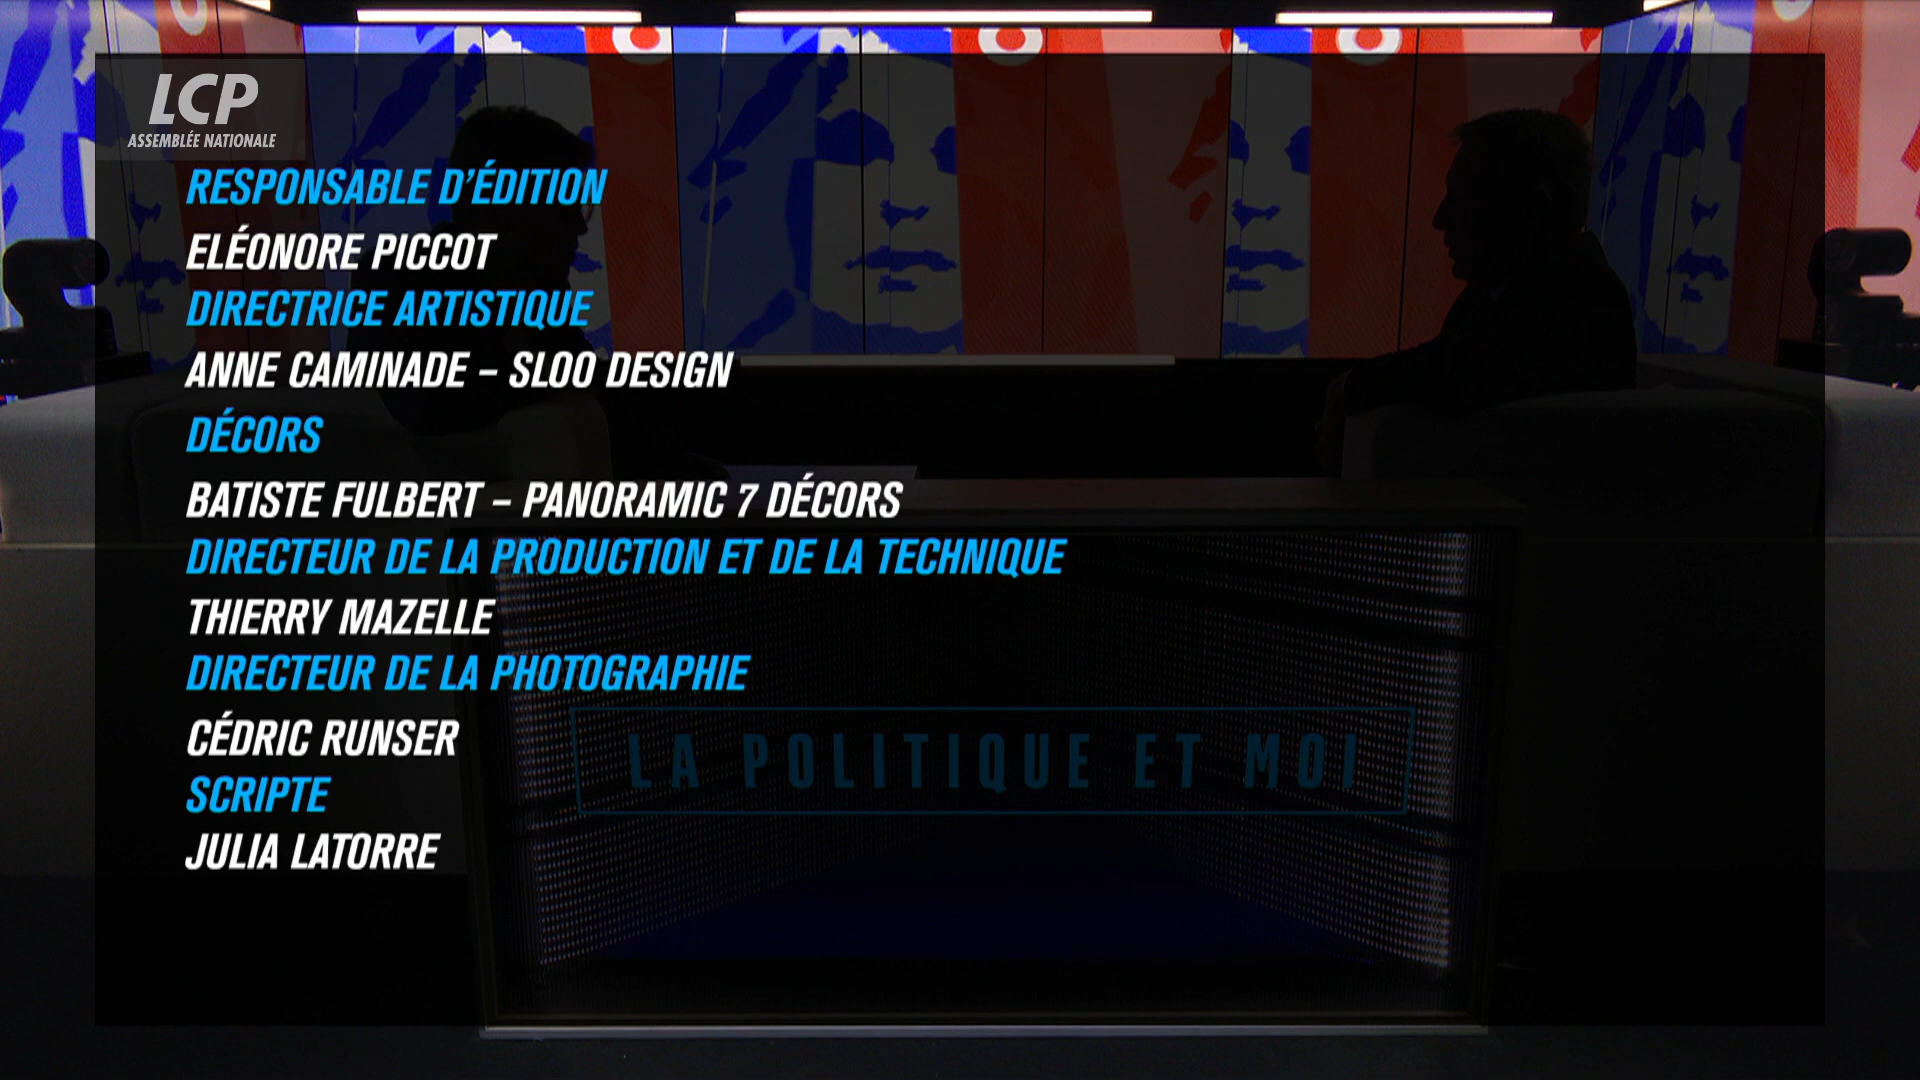 LCP
ASSEMBLÉE NATIONALE
RESPONSABLE D'ÉDITION
ELÉONORE PICCOT
DIRECTRICE ARTISTIQUE
ANNE CAMINADE – SLOO DESIGN
DÉCORS
BATISTE FULBERT – PANORAMIC 7 DÉCORS
DIRECTEUR DE LA PRODUCTION ET DE LA TECHNIQUE
THIERRY MAZELLE
DIRECTEUR DE LA PHOTOGRAPHIE
CÉDRIC RUNSER
LA POLITIQUE ET MOI
SCRIPTE
JULIA LATORRE